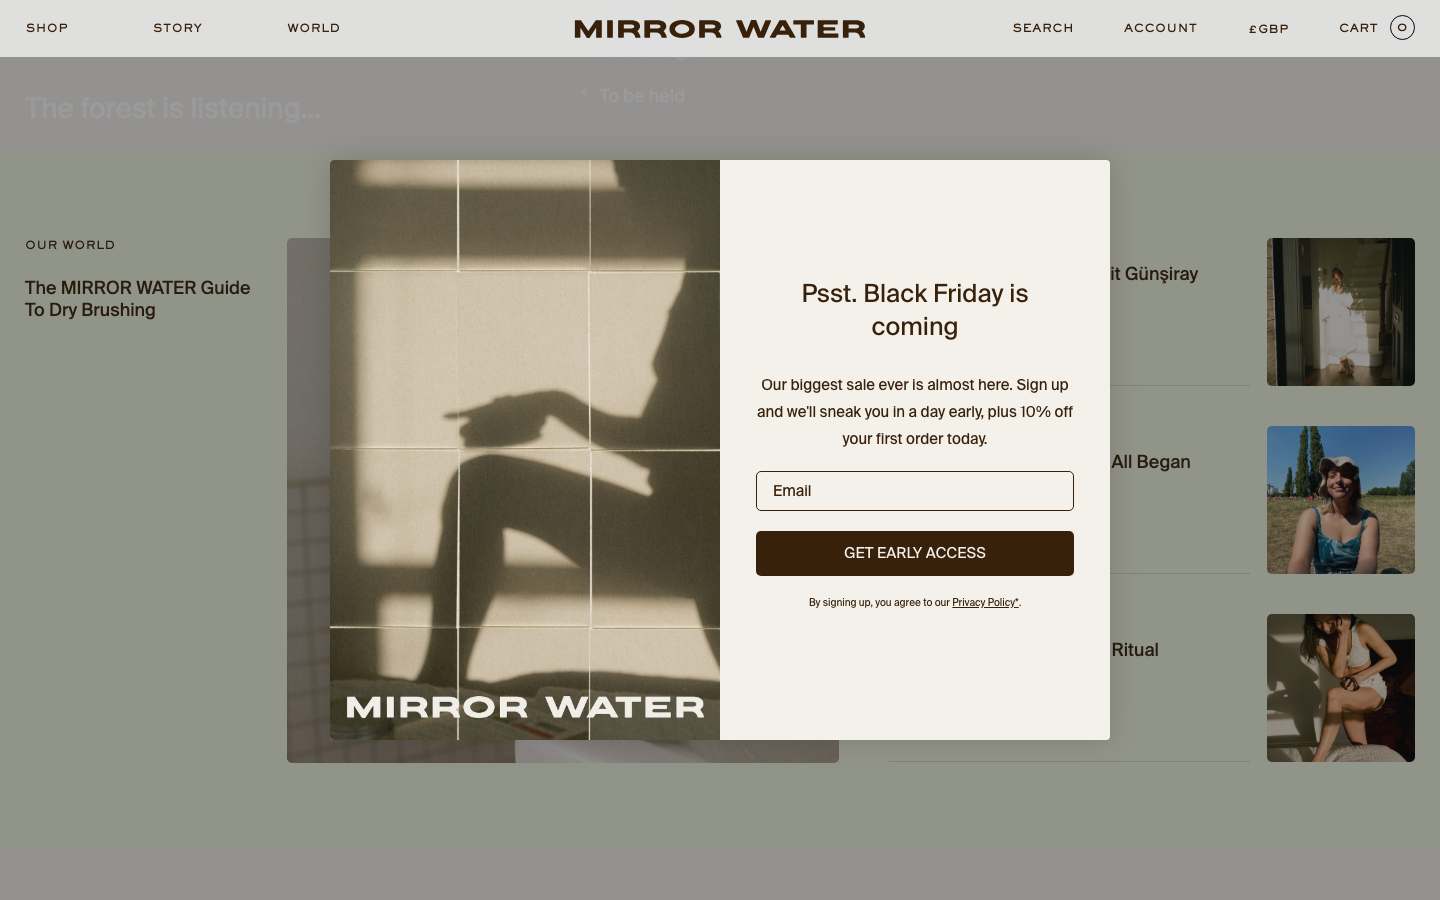 SHOP
STORY
WORLD
MIRROR WATER
SEARCH
ACCOUNT
£GBP
CART
0
The forest is listening...
To be held
OUR WORLD
The MIRROR WATER Guide
To Dry Brushing
MIRROR WATER
Psst. Black Friday is
coming
Our biggest sale ever is almost here. Sign up
and we'll sneak you in a day early, plus 10% off
your first order today.
Email
GET EARLY ACCESS
By signing up, you agree to our Privacy Policy*.
Günşiray
All Began
Ritual